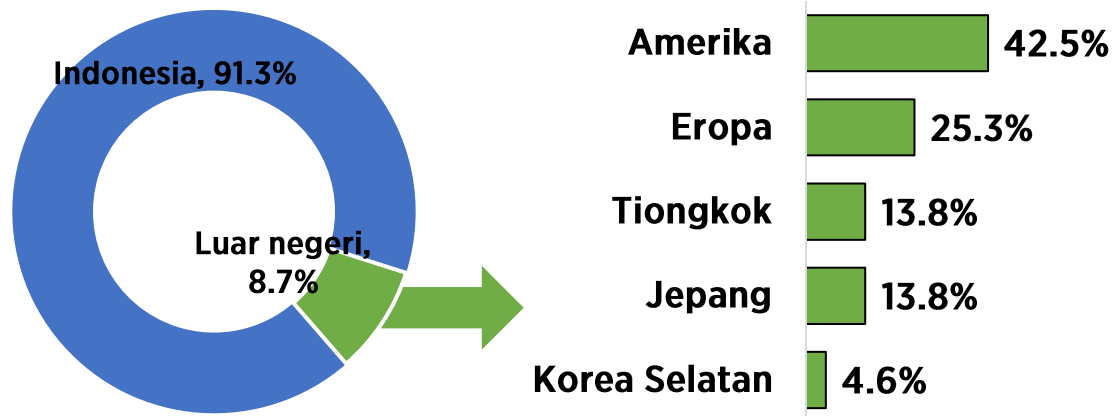 Indonesia, 91.3%
Luar negeri,
8.7%
Amerika 42.5%
Eropa 25.3%
Tiongkok 13.8%
Jepang 13.8%
Korea Selatan 4.6%